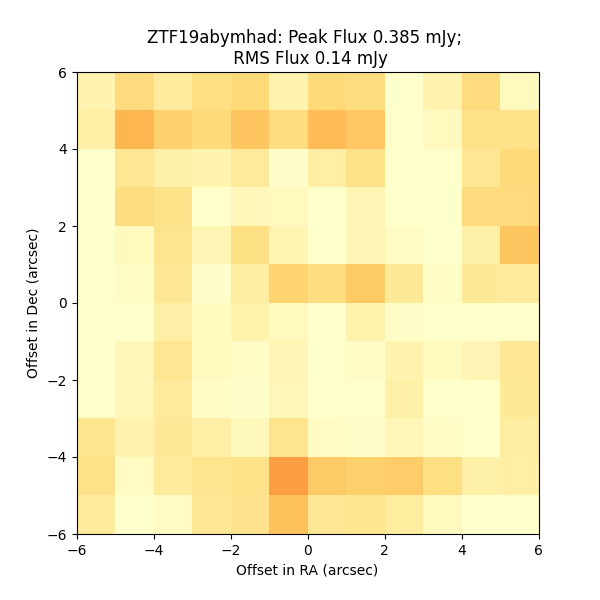 ZTF19abymhad: Peak Flux 0.385 mJy;
RMS Flux 0.14 mJy
6
4
2
0
−2
−4
−6
Offset in Dec (arcsec)
−6 −4 −2 0 2 4 6
Offset in RA (arcsec)